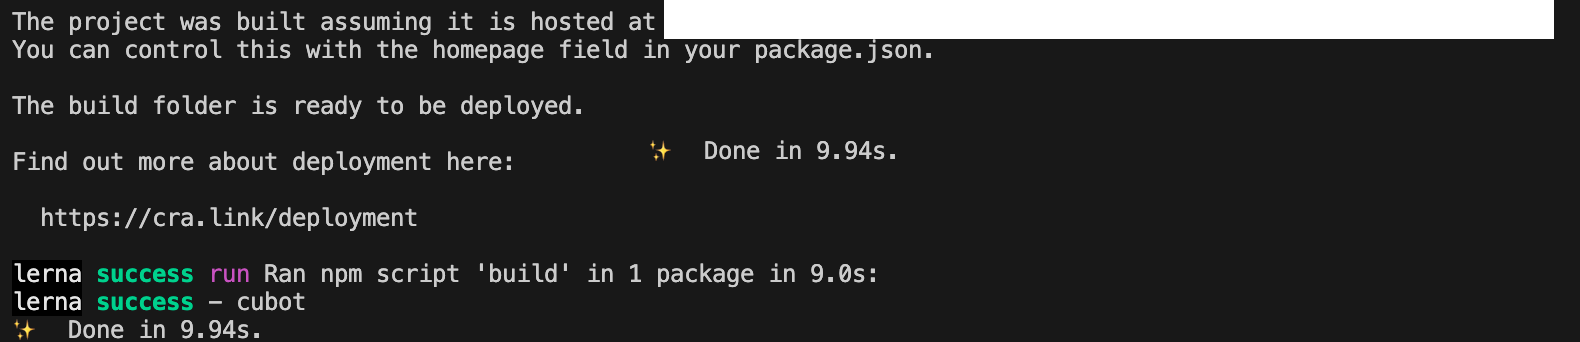 The project was built assuming it is hosted at
You can control this with the homepage field in your package.json.
The build folder is ready to be deployed.
✨ Done in 9.94s.
Find out more about deployment here:
https://cra.link/deployment
lerna success run Ran npm script 'build' in 1 package in 9.0s:
lerna success - cubot
✨ Done in 9.94s.